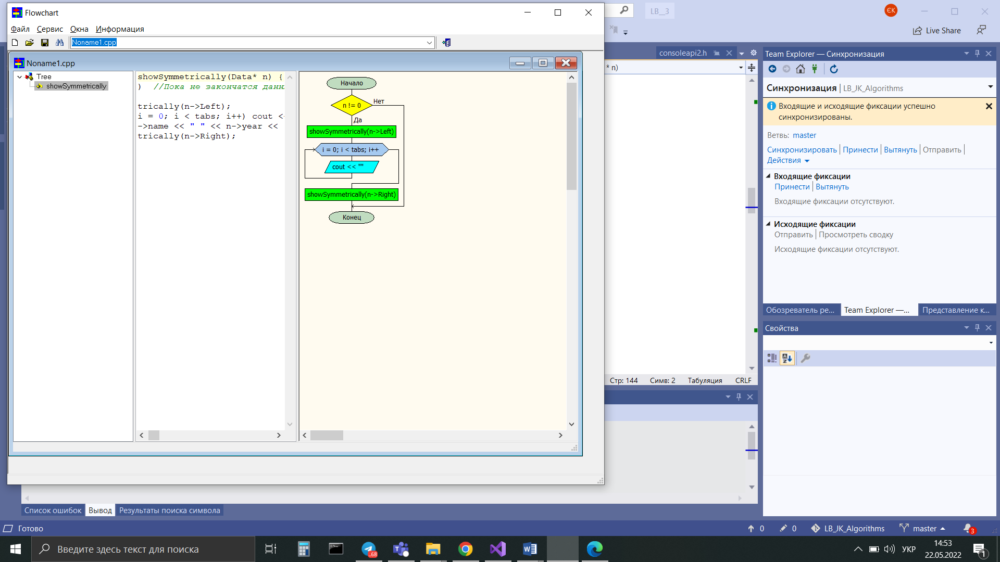 Flowchart
Файл Сервис Окна Информация
Noname1.cpp
Noname1.cpp
Tree
showSymmetrically
showSymmetrically(Data* n) {
) //Пока не закончатся данн
trically(n->Left);
i = 0; i < tabs; i++) cout <
->name << " " << n->year <<
trically(n->Right);
Начало
n != 0
Нет
Да
showSymmetrically(n->Left)
i = 0; i < tabs; i++
cout << ""
showSymmetrically(n->Right)
Конец
LB__3
ЄК
Live Share
consoleapi2.h
* n)
Стр: 144 Симв: 2 Табуляция CRLF
Team Explorer — Синхронизация
Синхронизация | LB_JK_Algorithms
Входящие и исходящие фиксации успешно
синхронизированы.
Ветвь: master
Синхронизировать | Принести | Вытянуть | Отправить |
Действия
Входящие фиксации
Принести | Вытянуть
Входящие фиксации отсутствуют.
Исходящие фиксации
Отправить | Просмотреть сводку
Исходящие фиксации отсутствуют.
Обозреватель ре... Team Explorer —... Представление к...
Свойства
Список ошибок Вывод Результаты поиска символа
Готово
0 0 LB_JK_Algorithms master 3
Введите здесь текст для поиска
..68
УКР
14:53
22.05.2022
1